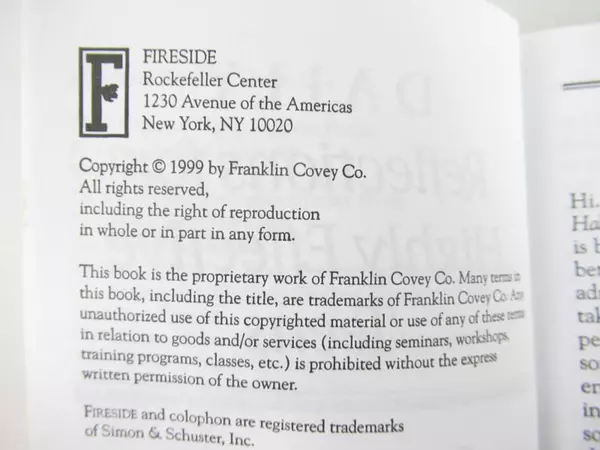 F
FIRESIDE
Rockefeller Center
1230 Avenue of the Americas
New York, NY 10020
Copyright © 1999 by Franklin Covey Co.
All rights reserved,
including the right of reproduction
in whole or in part in any form.
This book is the proprietary work of Franklin Covey Co. Many terms in
this book, including the title, are trademarks of Franklin Covey Co. Any
unauthorized use of this copyrighted material or use of any of these terms
in relation to goods and/or services (including seminars, workshops,
training programs, classes, etc.) is prohibited without the express
written permission of the owner.
FIRESIDE and colophon are registered trademarks
of Simon & Schuster, Inc.
Hi.
is